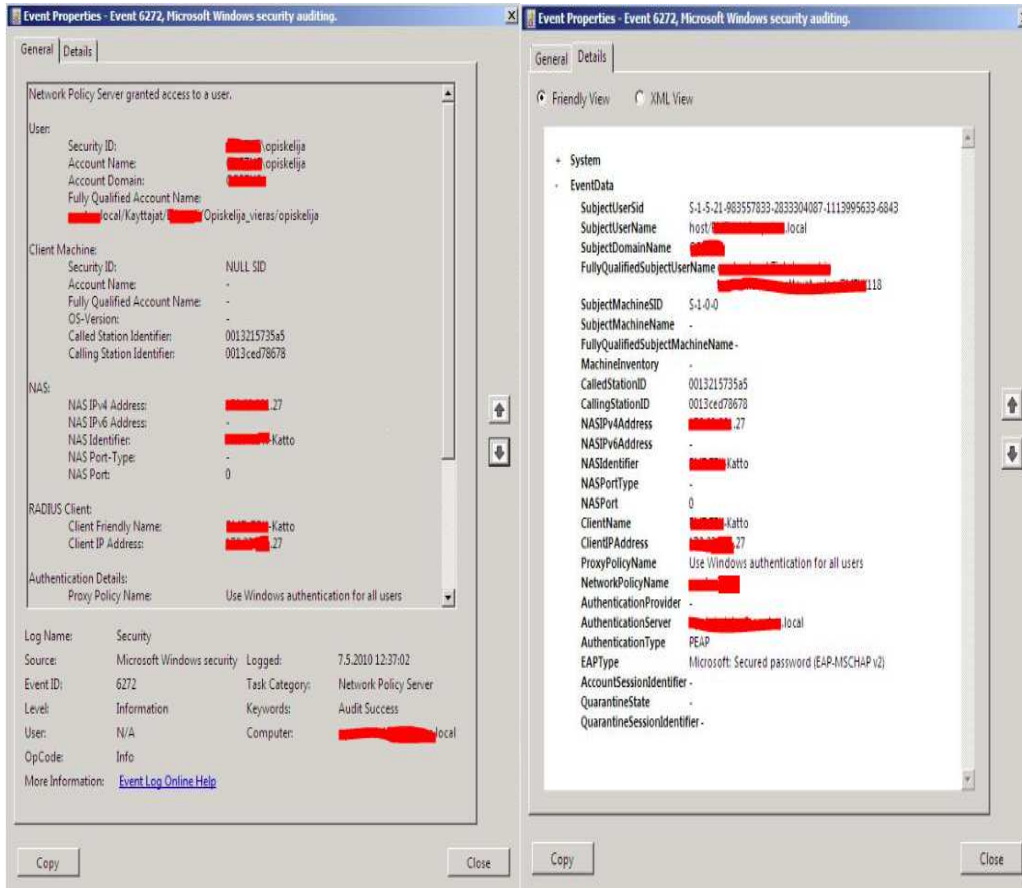 Event Properties - Event 6272, Microsoft Windows security auditing.
General Details
Network Policy Server granted access to a user.
User:
Security ID: \opiskelija
Account Name: \opiskelija
Account Domain:
Fully Qualified Account Name:
local/Kayttajat/ /Opiskelija_vieras/opiskelija
Client Machine:
Security ID: NULL SID
Account Name: -
Fully Qualified Account Name: -
OS-Version: -
Called Station Identifier: 0013215735a5
Calling Station Identifier: 0013ced78678
NAS:
NAS IPv4 Address: .27
NAS IPv6 Address: -
NAS Identifier: -Katto
NAS Port-Type: -
NAS Port: 0
RADIUS Client:
Client Friendly Name: -Katto
Client IP Address: .27
Authentication Details:
Proxy Policy Name: Use Windows authentication for all users
Log Name: Security
Source: Microsoft Windows security Logged: 7.5.2010 12:37:02
Event ID: 6272 Task Category: Network Policy Server
Level: Information Keywords: Audit Success
User: N/A Computer: .local
OpCode: Info
More Information: Event Log Online Help
Copy Close
Event Properties - Event 6272, Microsoft Windows security auditing.
General Details
Friendly View XML View
+ System
- EventData
SubjectUserSid S-1-5-21-983557833-2833304087-1113995633-6843
SubjectUserName host/ .local
SubjectDomainName
FullyQualifiedSubjectUserName
118
SubjectMachineSID S-1-0-0
SubjectMachineName -
FullyQualifiedSubjectMachineName -
MachineInventory -
CalledStationID 0013215735a5
CallingStationID 0013ced78678
NASIPv4Address .27
NASIPv6Address -
NASIdentifier -Katto
NASPortType -
NASPort 0
ClientName -Katto
ClientIPAddress .27
ProxyPolicyName Use Windows authentication for all users
NetworkPolicyName
AuthenticationProvider -
AuthenticationServer .local
AuthenticationType PEAP
EAPType Microsoft: Secured password (EAP-MSCHAP v2)
AccountSessionIdentifier -
QuarantineState -
QuarantineSessionIdentifier -
Copy Close